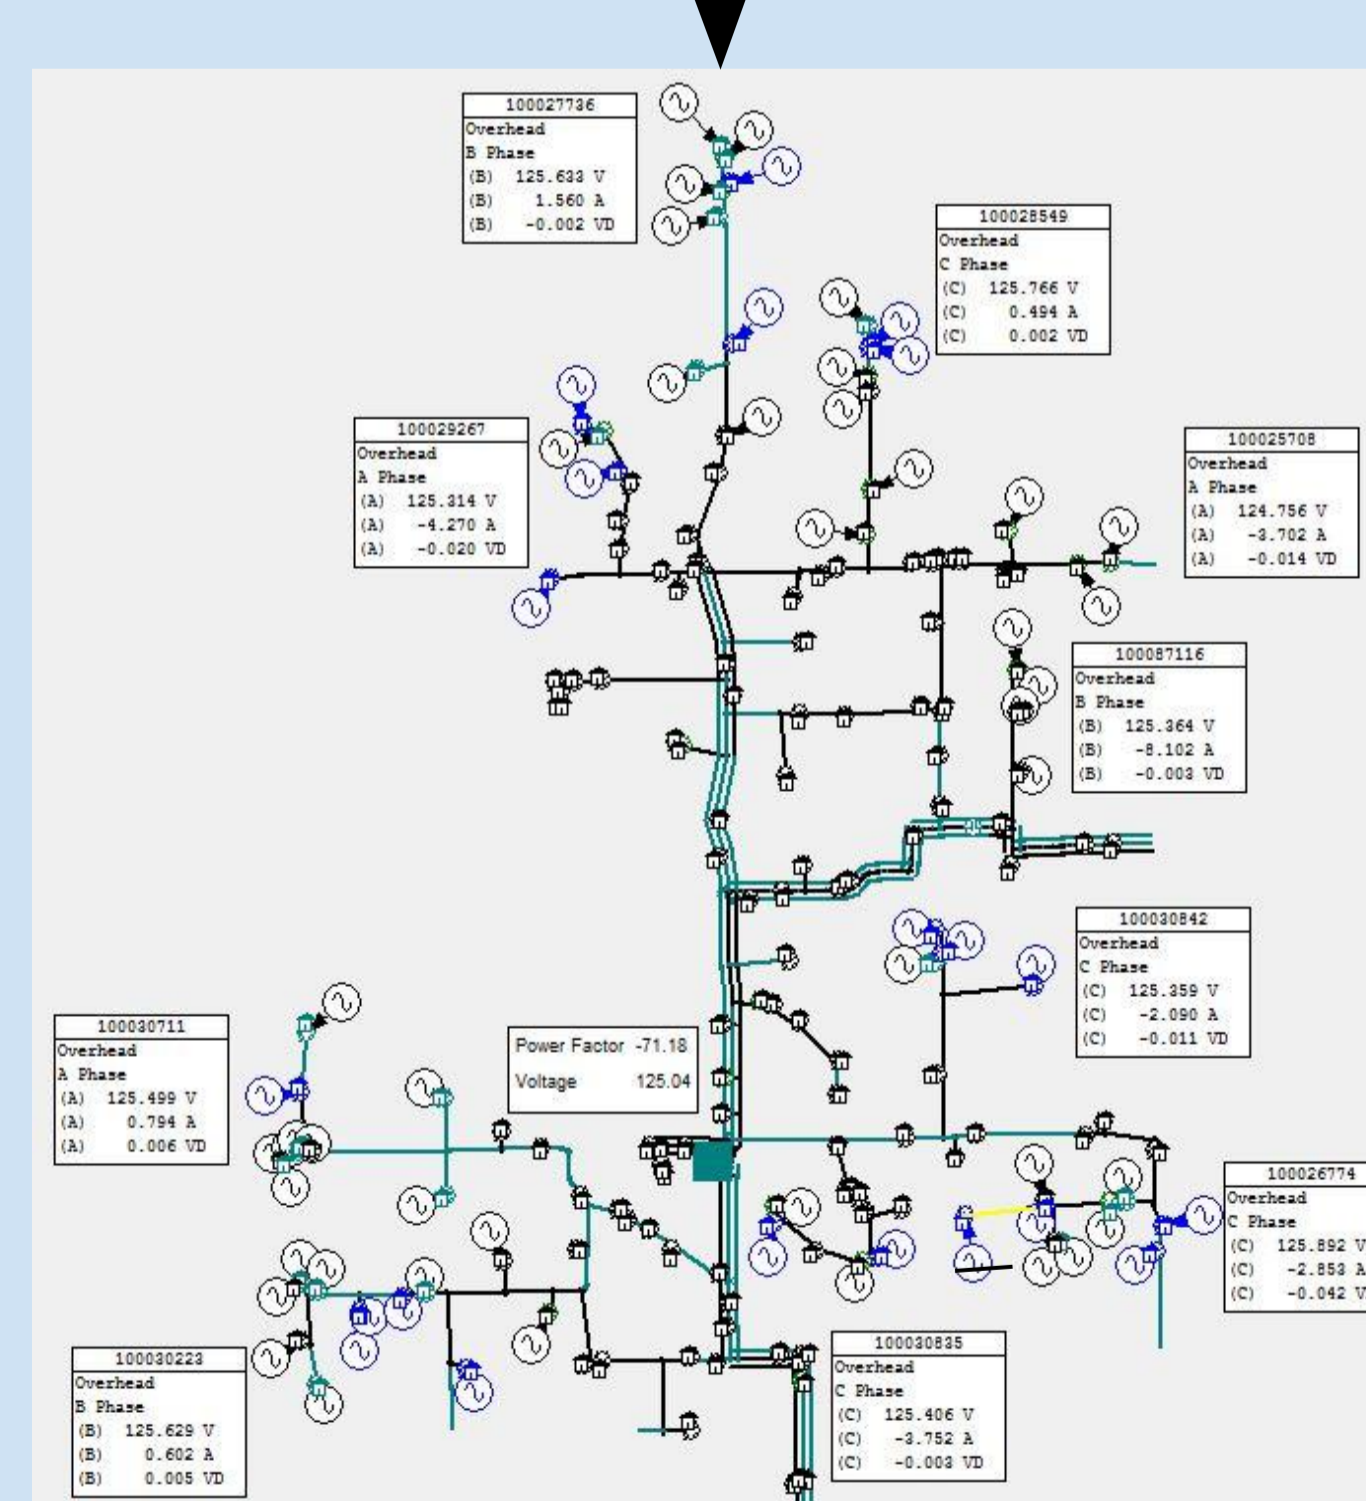 100027736
Overhead
B Phase
(B) 125.633 V
(B) 1.560 A
(B) -0.002 VD
100028549
Overhead
C Phase
(C) 125.766 V
(C) 0.494 A
(C) 0.002 VD
100029267
Overhead
A Phase
(A) 125.314 V
(A) -4.270 A
(A) -0.020 VD
100025708
Overhead
A Phase
(A) 124.756 V
(A) -3.702 A
(A) -0.014 VD
100087116
Overhead
B Phase
(B) 125.364 V
(B) -8.102 A
(B) -0.003 VD
100030842
Overhead
C Phase
(C) 125.359 V
(C) -2.090 A
(C) -0.011 VD
100030711
Overhead
A Phase
(A) 125.499 V
(A) 0.794 A
(A) 0.006 VD
Power Factor -71.18
Voltage 125.04
100026774
Overhead
C Phase
(C) 125.892 V
(C) -2.853 A
(C) -0.042 V
100030835
Overhead
C Phase
(C) 125.406 V
(C) -3.752 A
(C) -0.003 VD
100030223
Overhead
B Phase
(B) 125.629 V
(B) 0.602 A
(B) 0.005 VD